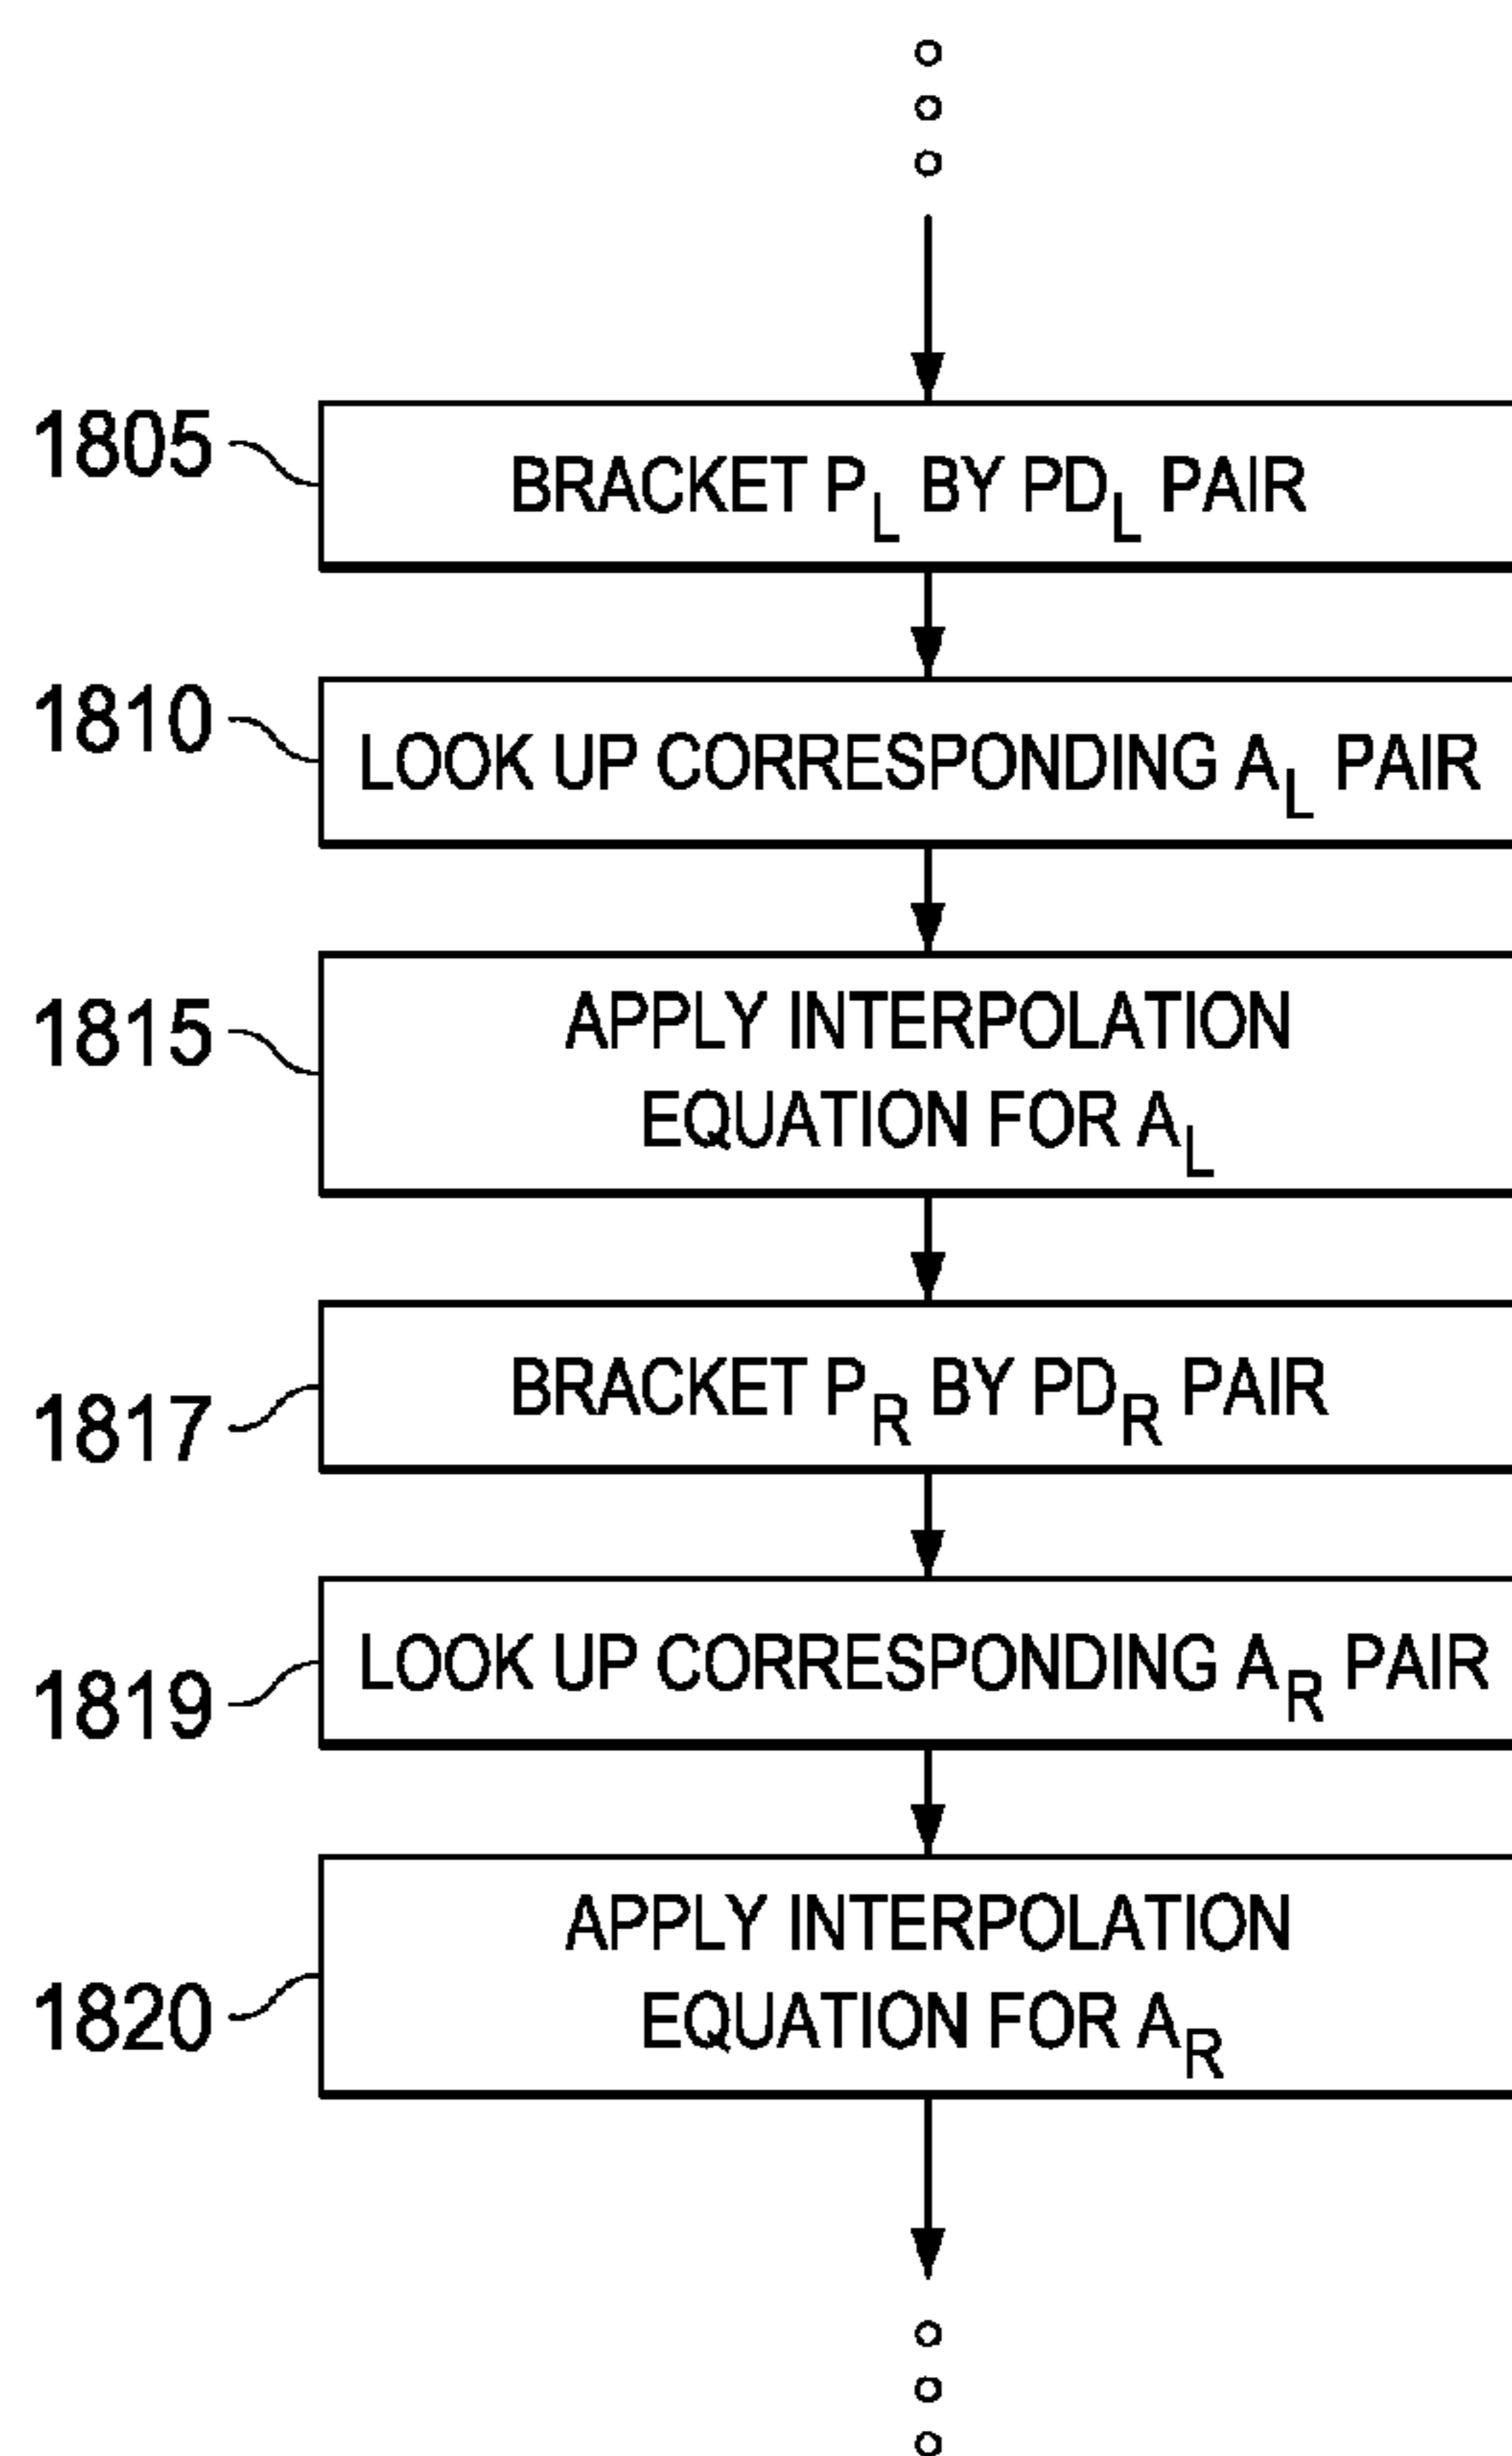 1805
BRACKET P_L BY PD_L PAIR
1810
LOOK UP CORRESPONDING A_L PAIR
1815
APPLY INTERPOLATION
EQUATION FOR A_L
1817
BRACKET P_R BY PD_R PAIR
1819
LOOK UP CORRESPONDING A_R PAIR
1820
APPLY INTERPOLATION
EQUATION FOR A_R